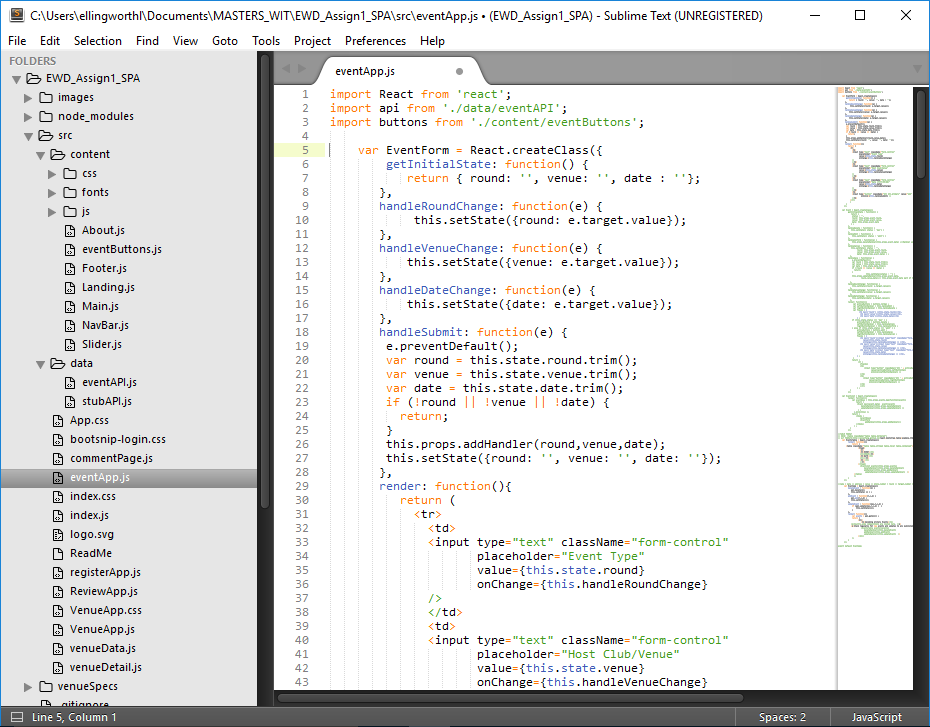 C:\Users\ellingworthl\Documents\MASTERS_WIT\EWD_Assign1_SPA\src\eventApp.js • (EWD_Assign1_SPA) - Sublime Text (UNREGISTERED)
File Edit Selection Find View Goto Tools Project Preferences Help
FOLDERS
EWD_Assign1_SPA
images
node_modules
src
content
css
fonts
js
About.js
eventButtons.js
Footer.js
Landing.js
Main.js
NavBar.js
Slider.js
data
eventAPI.js
stubAPI.js
App.css
bootsnip-login.css
commentPage.js
eventApp.js
index.css
index.js
logo.svg
ReadMe
registerApp.js
ReviewApp.js
VenueApp.css
VenueApp.js
venueData.js
venueDetail.js
venueSpecs
.gitignore
eventApp.js
1 import React from 'react';
2 import api from './data/eventAPI';
3 import buttons from './content/eventButtons';
4
5 var EventForm = React.createClass({
6 getInitialState: function() {
7 return { round: '', venue: '', date : ''};
8 },
9 handleRoundChange: function(e) {
10 this.setState({round: e.target.value});
11 },
12 handleVenueChange: function(e) {
13 this.setState({venue: e.target.value});
14 },
15 handleDateChange: function(e) {
16 this.setState({date: e.target.value});
17 },
18 handleSubmit: function(e) {
19 e.preventDefault();
20 var round = this.state.round.trim();
21 var venue = this.state.venue.trim();
22 var date = this.state.date.trim();
23 if (!round || !venue || !date) {
24 return;
25 }
26 this.props.addHandler(round,venue,date);
27 this.setState({round: '', venue: '', date: ''});
28 },
29 render: function(){
30 return (
31 <tr>
32 <td>
33 <input type="text" className="form-control"
34 placeholder="Event Type"
35 value={this.state.round}
36 onChange={this.handleRoundChange}
37 />
38 </td>
39 <td>
40 <input type="text" className="form-control"
41 placeholder="Host Club/Venue"
42 value={this.state.venue}
43 onChange={this.handleVenueChange}
Line 5, Column 1
Spaces: 2
JavaScript